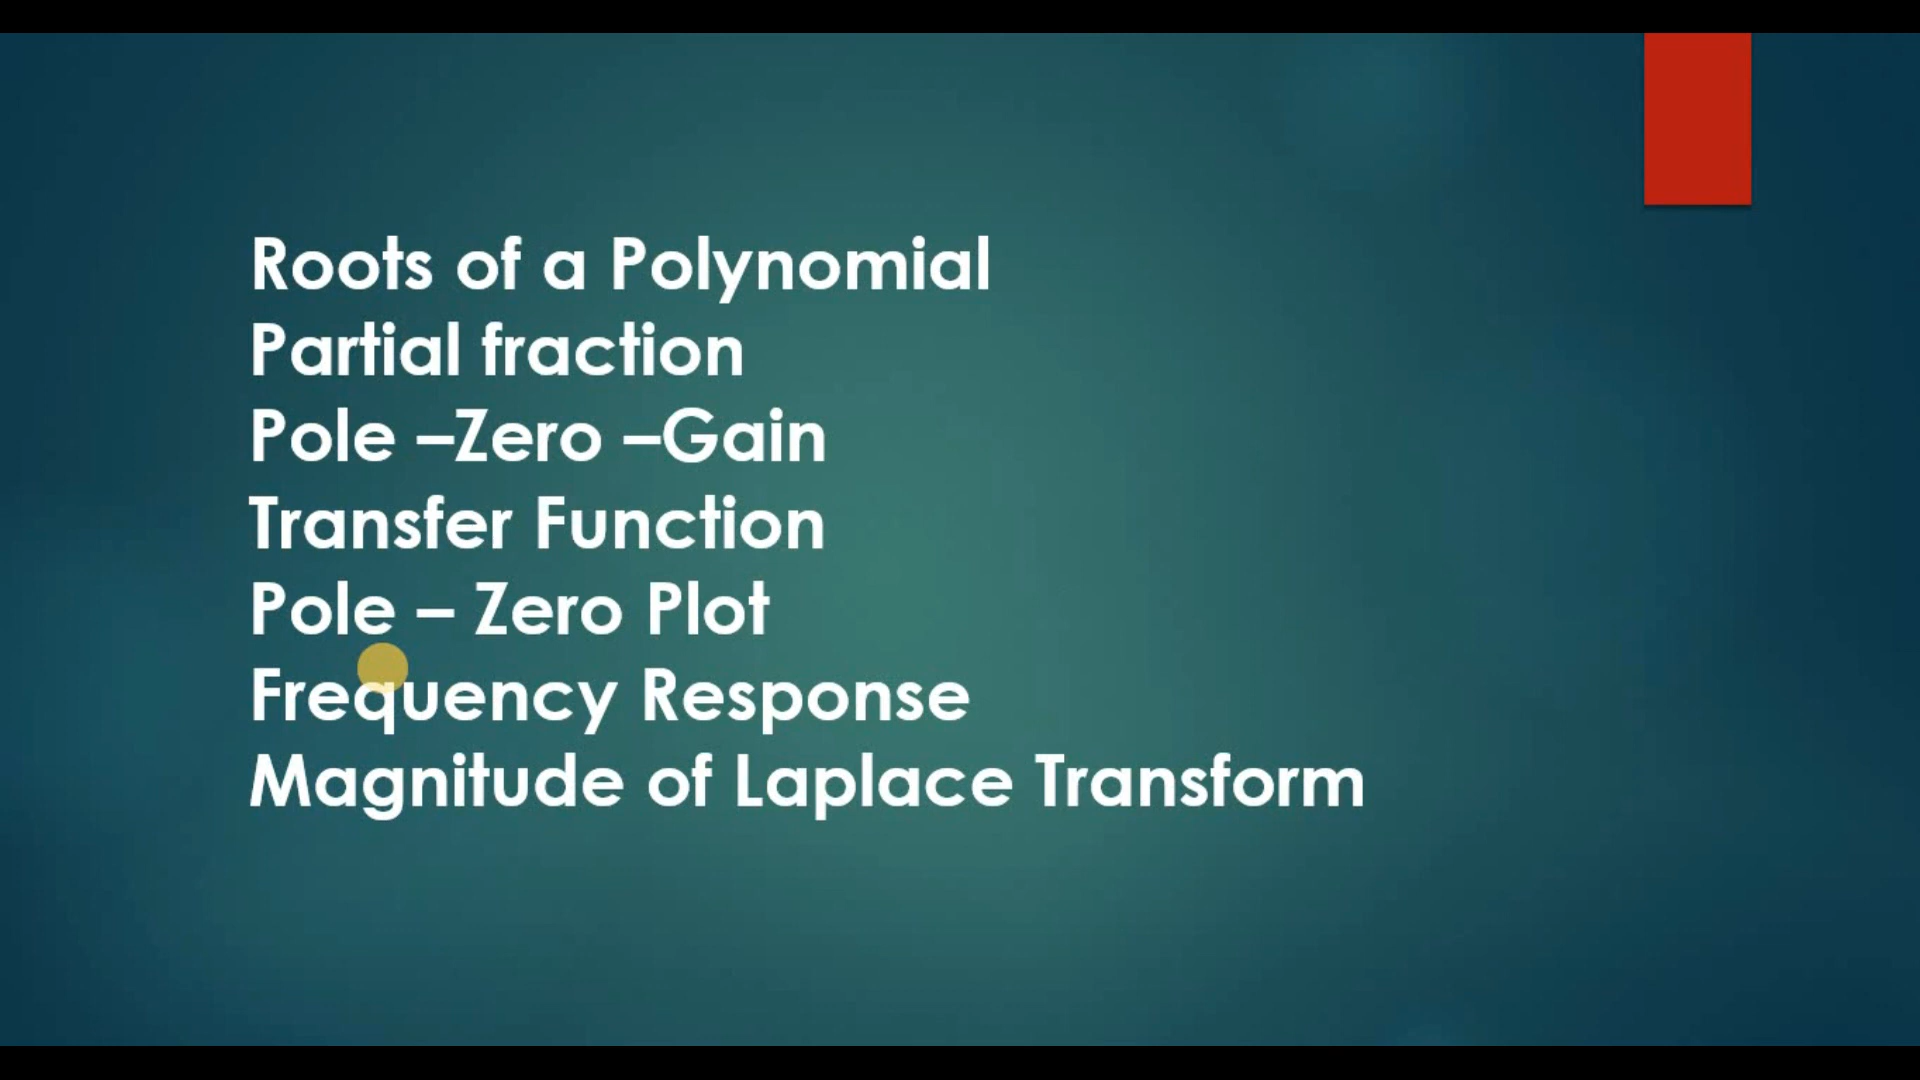 Roots of a Polynomial
Partial fraction
Pole –Zero –Gain
Transfer Function
Pole – Zero Plot
Frequency Response
Magnitude of Laplace Transform